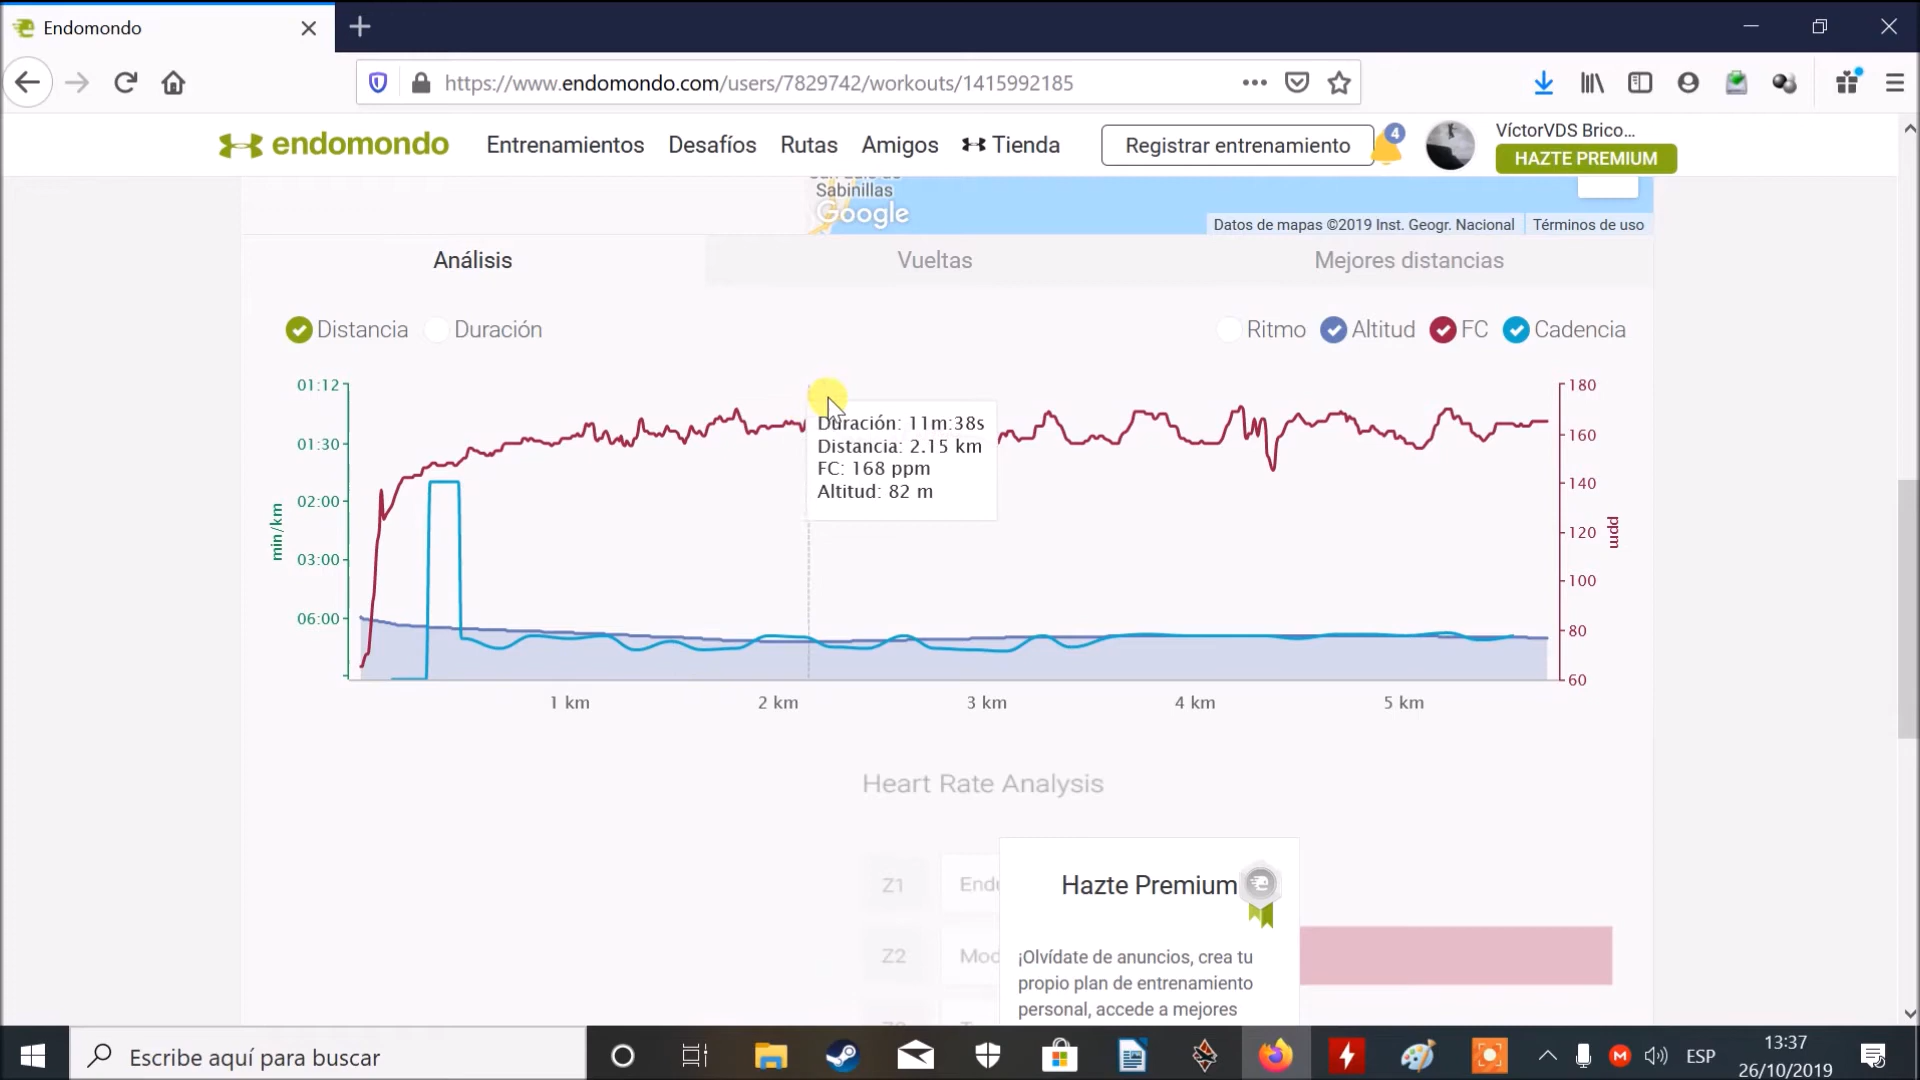 Endomondo
https://www.endomondo.com/users/7829742/workouts/1415992185
endomondo
Entrenamientos
Desafíos
Rutas
Amigos
Tienda
Registrar entrenamiento
4
VíctorVDS Brico...
HAZTE PREMIUM
Sabinillas
Google
Datos de mapas ©2019 Inst. Geogr. Nacional
Términos de uso
Análisis
Vueltas
Mejores distancias
Distancia
Duración
Ritmo
Altitud
FC
Cadencia
01:12
01:30
02:00
03:00
06:00
min/km
Duración: 11m:38s
Distancia: 2.15 km
FC: 168 ppm
Altitud: 82 m
180
160
140
120
100
80
60
ppm
1 km
2 km
3 km
4 km
5 km
Heart Rate Analysis
Z1
Z2
Hazte Premium
¡Olvídate de anuncios, crea tu
propio plan de entrenamiento
personal, accede a mejores
Escribe aquí para buscar
ESP
13:37
26/10/2019